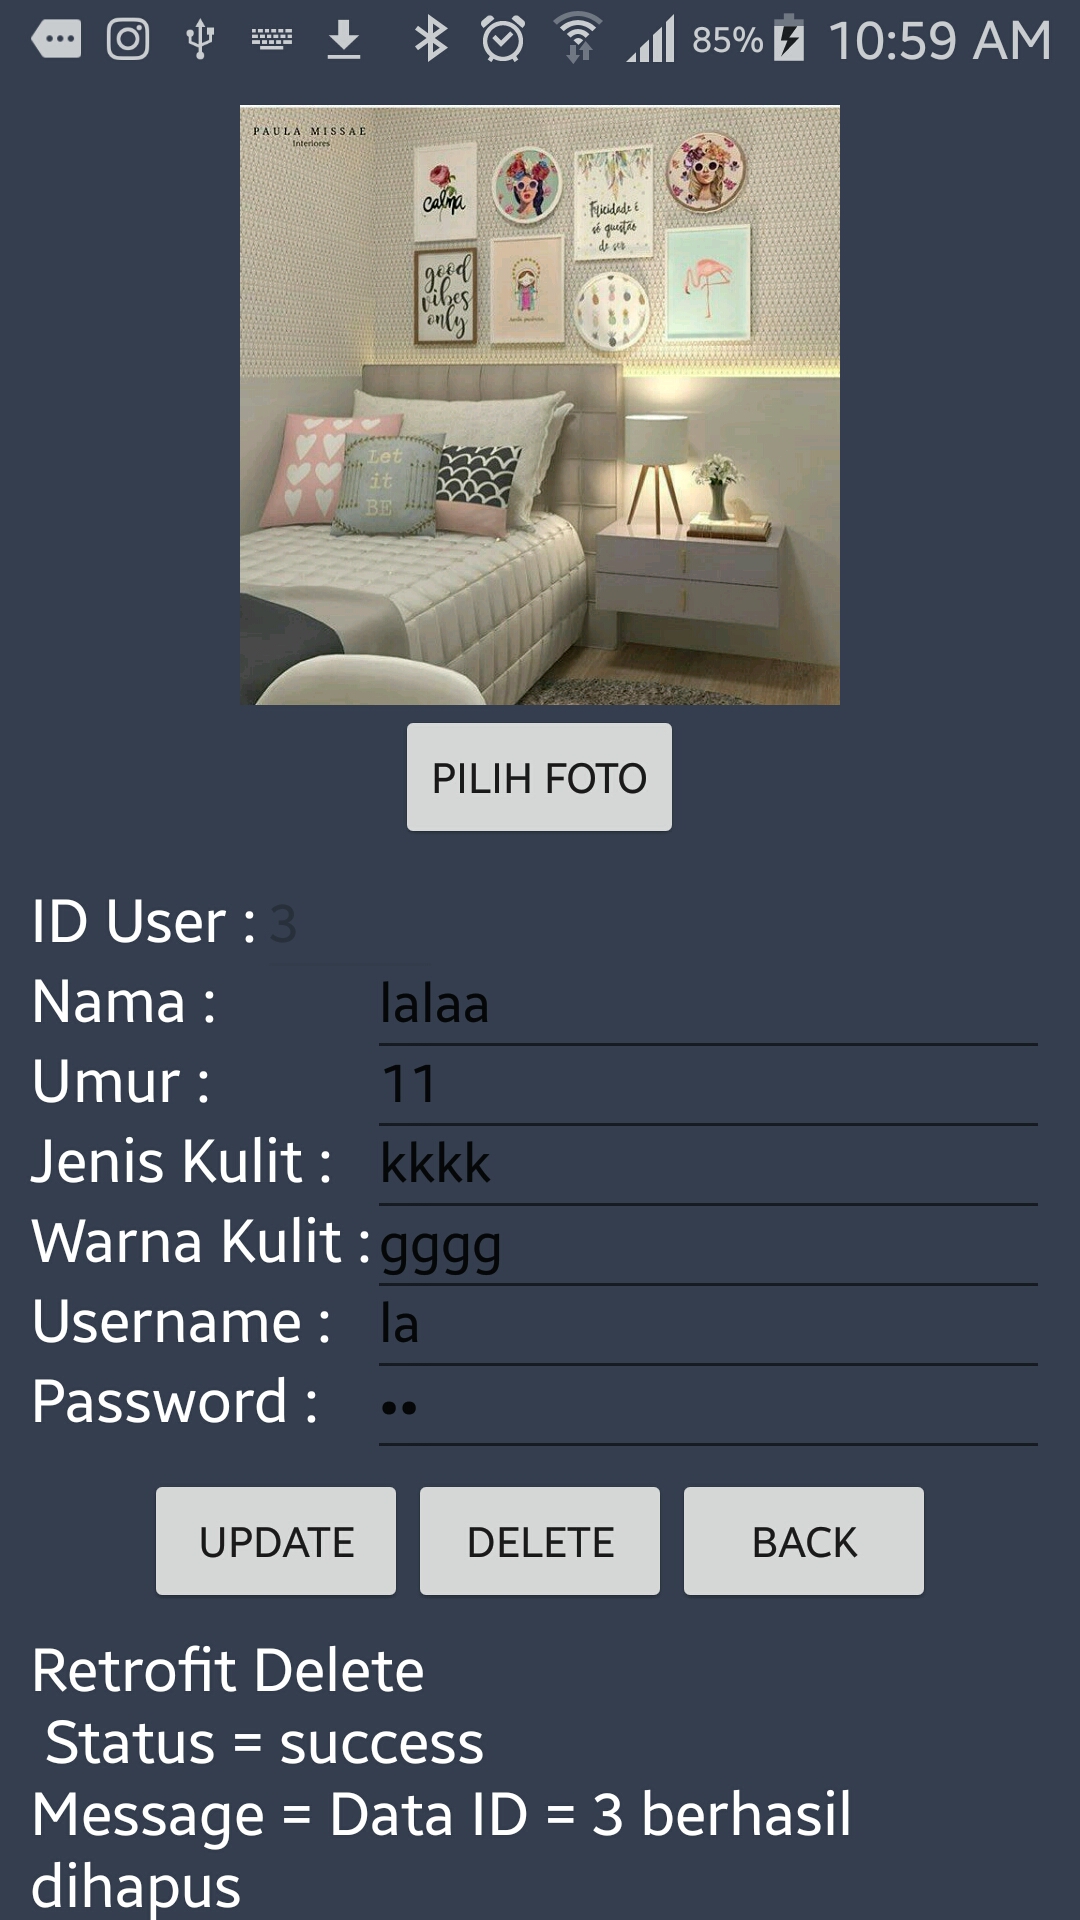 85% 10:59 AM
PAULA MISSAE
Interiores
calma
Felicidade é
só questão
de ser
good
vibes
only
Let
it
BE
PILIH FOTO
ID User : 3
Nama : lalaa
Umur : 11
Jenis Kulit : kkkk
Warna Kulit : gggg
Username : la
Password : ••
UPDATE DELETE BACK
Retrofit Delete
Status = success
Message = Data ID = 3 berhasil
dihapus